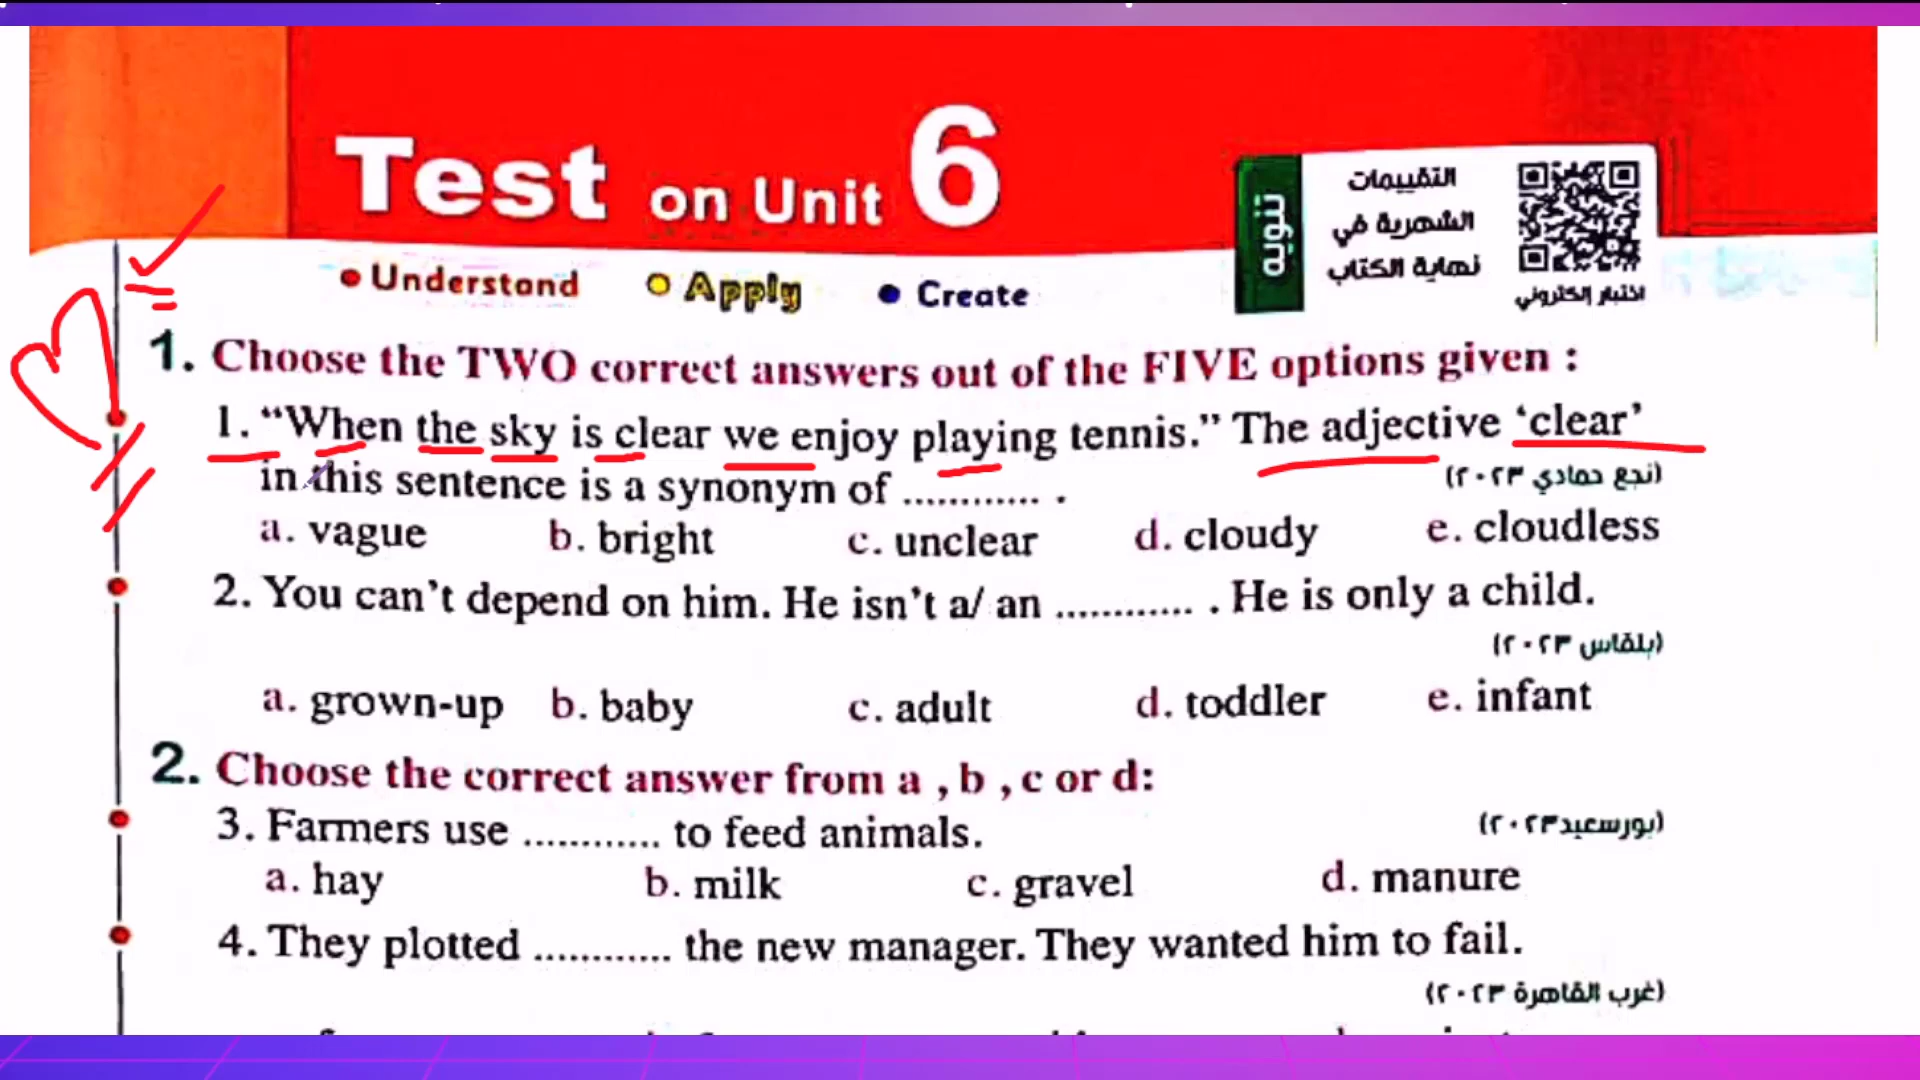 Test on Unit 6
تنويه
التقييمات
الشهرية في
نهاية الكتاب
اختبار إلكتروني
Understand Apply Create
1. Choose the TWO correct answers out of the FIVE options given :
1. “When the sky is clear we enjoy playing tennis.” The adjective ‘clear’
in this sentence is a synonym of ............ .
(نجع حمادي ٢٠٢٣)
a. vague b. bright c. unclear d. cloudy e. cloudless
2. You can’t depend on him. He isn’t a/ an ............ . He is only a child.
(بلقاس ٢٠٢٣)
a. grown-up b. baby c. adult d. toddler e. infant
2. Choose the correct answer from a , b , c or d:
3. Farmers use ............ to feed animals.
(بورسعيد٢٠٢٣)
a. hay b. milk c. gravel d. manure
4. They plotted ............ the new manager. They wanted him to fail.
(غرب القاهرة ٢٠٢٣)